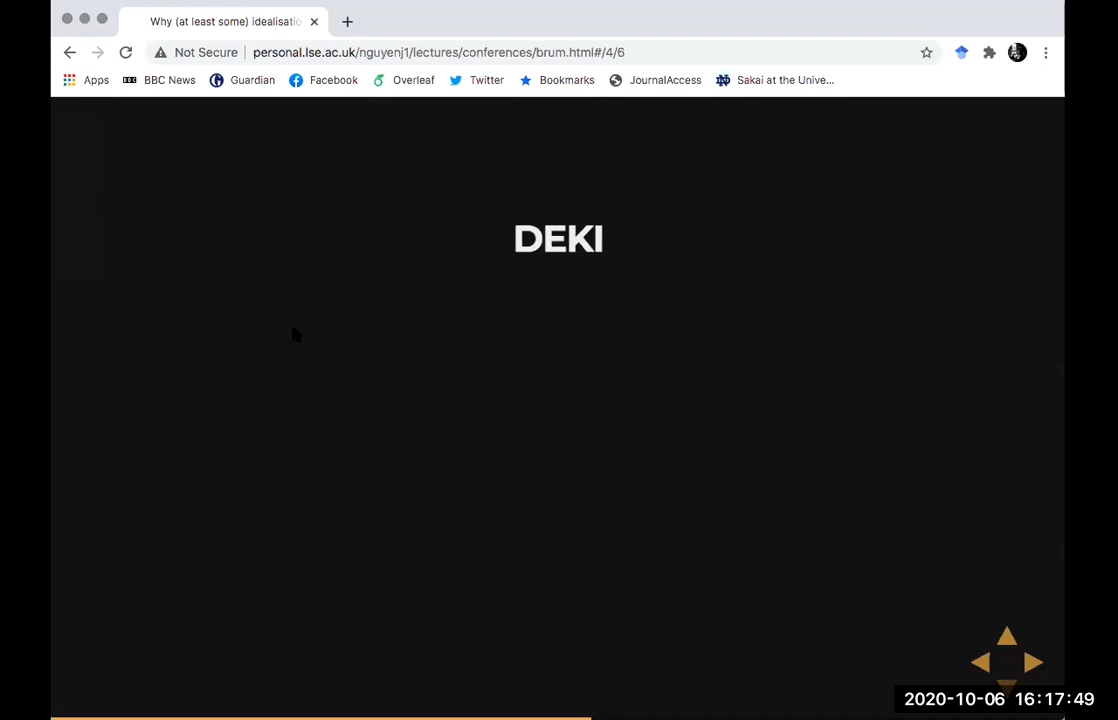 Why (at least some) idealisatio
Not Secure personal.lse.ac.uk/nguyenj1/lectures/conferences/brum.html#/4/6
Apps BBC News Guardian Facebook Overleaf Twitter Bookmarks JournalAccess Sakai at the Unive...
DEKI
2020-10-06 16:17:49